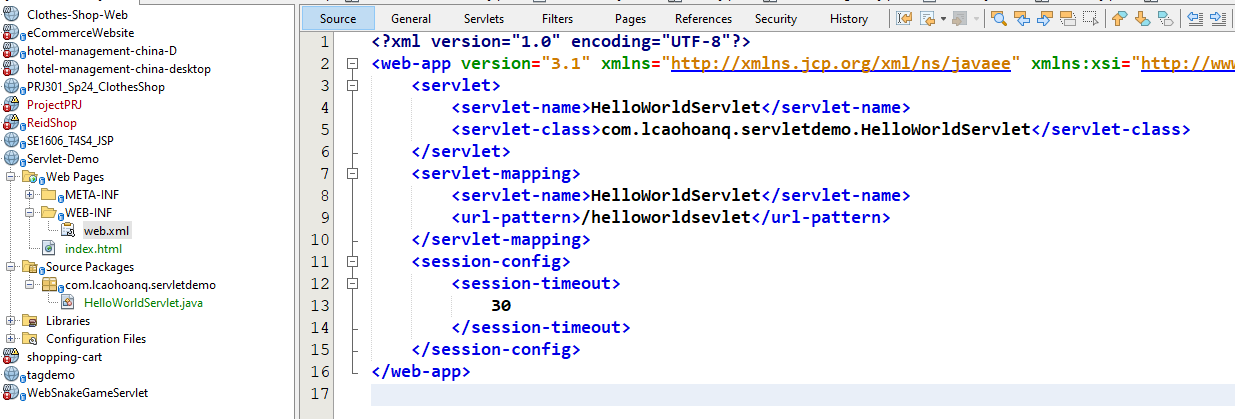 Clothes-Shop-Web
eCommerceWebsite
hotel-management-china-D
hotel-management-china-desktop
PRJ301_Sp24_ClothesShop
ProjectPRJ
ReidShop
SE1606_T4S4_JSP
Servlet-Demo
Web Pages
META-INF
WEB-INF
web.xml
index.html
Source Packages
com.lcaohoanq.servletdemo
HelloWorldServlet.java
Libraries
Configuration Files
shopping-cart
tagdemo
WebSnakeGameServlet
Source General Servlets Filters Pages References Security History
1 <?xml version="1.0" encoding="UTF-8"?>
2 <web-app version="3.1" xmlns="http://xmlns.jcp.org/xml/ns/javaee" xmlns:xsi="http://www
3 <servlet>
4 <servlet-name>HelloWorldServlet</servlet-name>
5 <servlet-class>com.lcaohoanq.servletdemo.HelloWorldServlet</servlet-class>
6 </servlet>
7 <servlet-mapping>
8 <servlet-name>HelloWorldServlet</servlet-name>
9 <url-pattern>/helloworldsevlet</url-pattern>
10 </servlet-mapping>
11 <session-config>
12 <session-timeout>
13 30
14 </session-timeout>
15 </session-config>
16 </web-app>
17